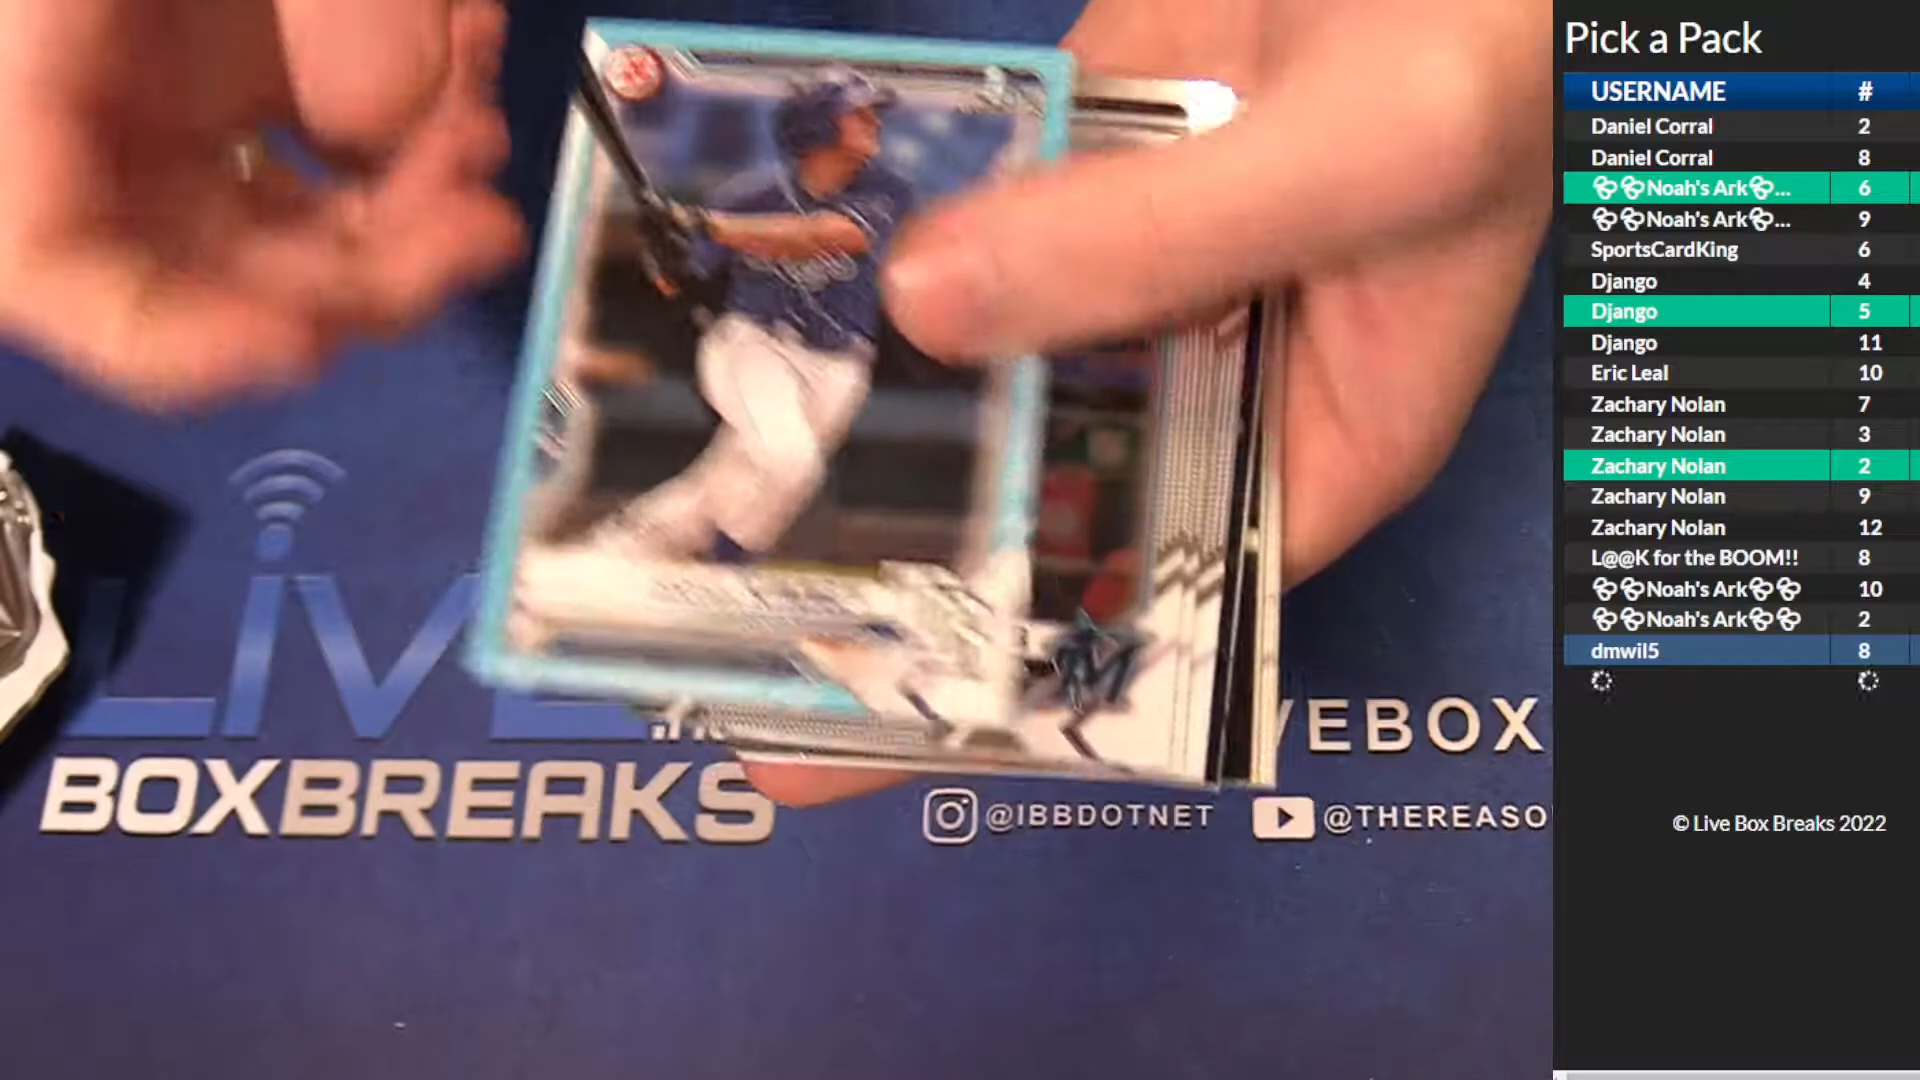 Pick a Pack
USERNAME #
Daniel Corral 2
Daniel Corral 8
Noah's Ark... 6
Noah's Ark... 9
SportsCardKing 6
Django 4
Django 5
Django 11
Eric Leal 10
Zachary Nolan 7
Zachary Nolan 3
Zachary Nolan 2
Zachary Nolan 9
Zachary Nolan 12
L@@K for the BOOM!! 8
Noah's Ark 10
Noah's Ark 2
dmwil5 8
© Live Box Breaks 2022
LIVE
BOXBREAKS
VEBOX
@IBBDOTNET
@THEREASO
M